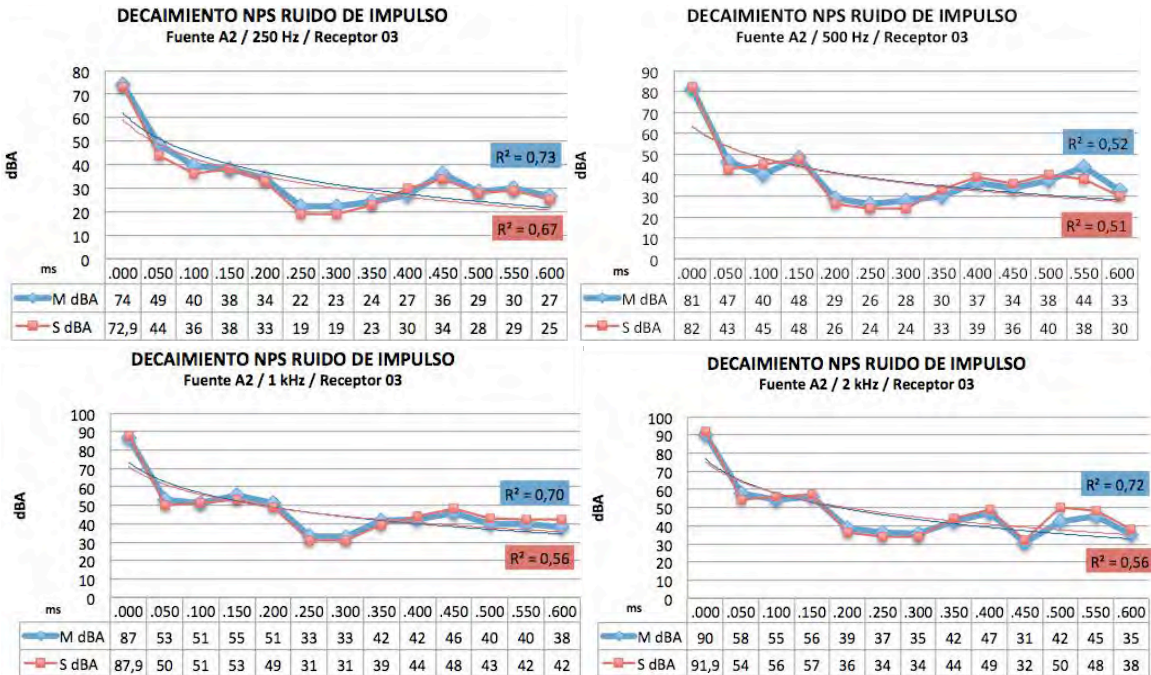 DECAIMIENTO NPS RUIDO DE IMPULSO
Fuente A2 / 250 Hz / Receptor 03
80
70
60
50
40
30
20
10
0
dBA
R² = 0,73
R² = 0,67
ms .000 .050 .100 .150 .200 .250 .300 .350 .400 .450 .500 .550 .600
M dBA 74 49 40 38 34 22 23 24 27 36 29 30 27
S dBA 72,9 44 36 38 33 19 19 23 30 34 28 29 25
DECAIMIENTO NPS RUIDO DE IMPULSO
Fuente A2 / 500 Hz / Receptor 03
90
80
70
60
50
40
30
20
10
0
dBA
R² = 0,52
R² = 0,51
ms .000 .050 .100 .150 .200 .250 .300 .350 .400 .450 .500 .550 .600
M dBA 81 47 40 48 29 26 28 30 37 34 38 44 33
S dBA 82 43 45 48 26 24 24 33 39 36 40 38 30
DECAIMIENTO NPS RUIDO DE IMPULSO
Fuente A2 / 1 kHz / Receptor 03
100
90
80
70
60
50
40
30
20
10
0
dBA
R² = 0,70
R² = 0,56
ms .000 .050 .100 .150 .200 .250 .300 .350 .400 .450 .500 .550 .600
M dBA 87 53 51 55 51 33 33 42 42 46 40 40 38
S dBA 87,9 50 51 53 49 31 31 39 44 48 43 42 42
DECAIMIENTO NPS RUIDO DE IMPULSO
Fuente A2 / 2 kHz / Receptor 03
100
90
80
70
60
50
40
30
20
10
0
dBA
R² = 0,72
R² = 0,56
ms .000 .050 .100 .150 .200 .250 .300 .350 .400 .450 .500 .550 .600
M dBA 90 58 55 56 39 37 35 42 47 31 42 45 35
S dBA 91,9 54 56 57 36 34 34 44 49 32 50 48 38